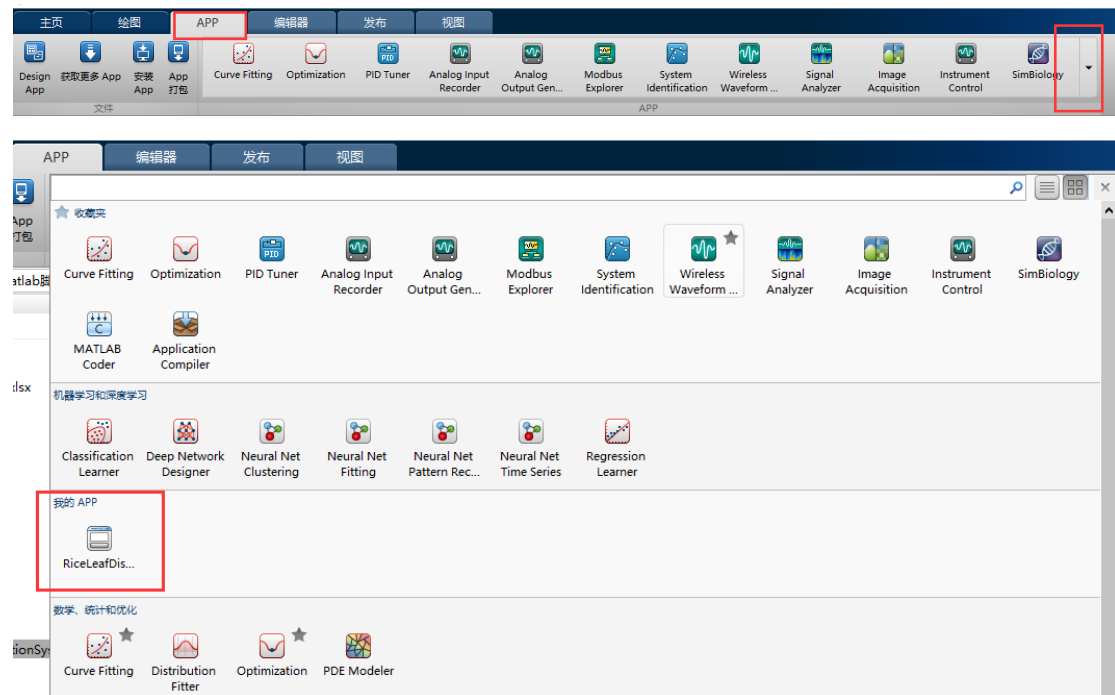 主页 绘图 APP 编辑器 发布 视图
Design App 获取更多 App 安装 App App 打包 Curve Fitting Optimization PID Tuner Analog Input Recorder Analog Output Gen... Modbus Explorer System Identification Wireless Waveform ... Signal Analyzer Image Acquisition Instrument Control SimBiology
文件 APP
APP 编辑器 发布 视图
App 打包
收藏夹
Curve Fitting Optimization PID Tuner Analog Input Recorder Analog Output Gen... Modbus Explorer System Identification Wireless Waveform ... Signal Analyzer Image Acquisition Instrument Control SimBiology
MATLAB Coder Application Compiler
机器学习和深度学习
Classification Learner Deep Network Designer Neural Net Clustering Neural Net Fitting Neural Net Pattern Rec... Neural Net Time Series Regression Learner
我的 APP
RiceLeafDis...
数学、统计和优化
Curve Fitting Distribution Fitter Optimization PDE Modeler